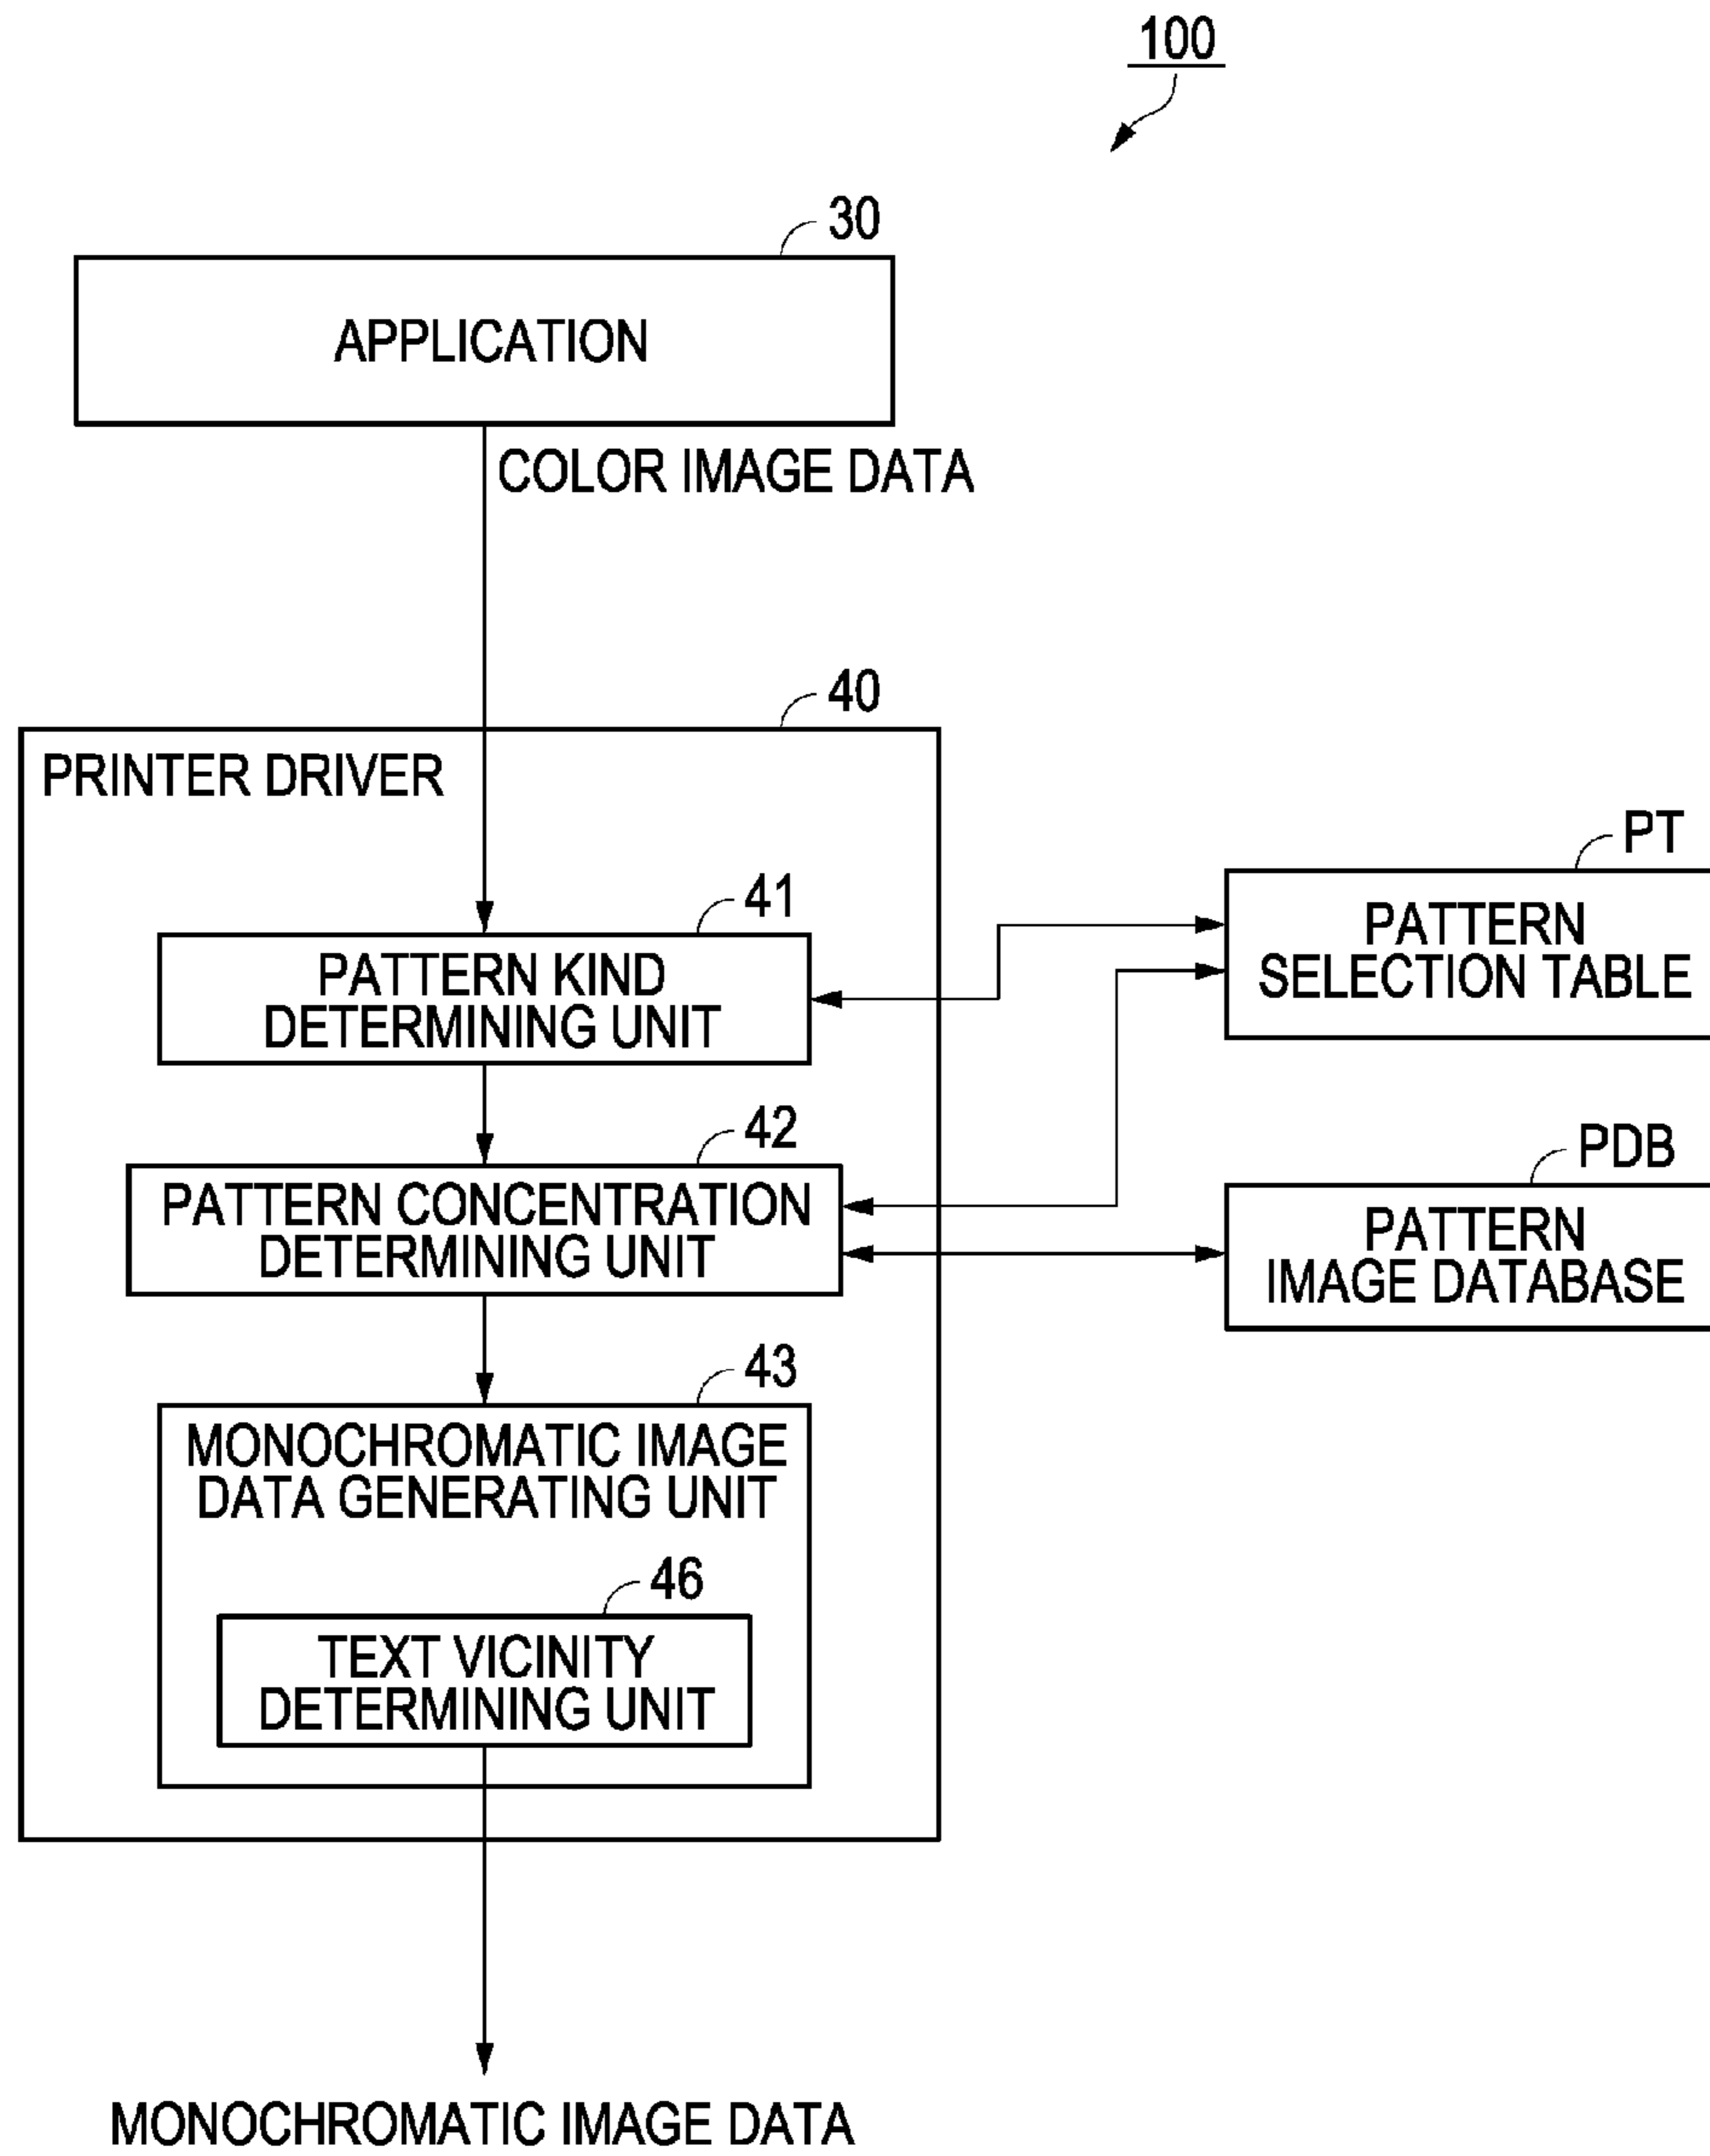 100
30
APPLICATION
COLOR IMAGE DATA
40
PRINTER DRIVER
41
PATTERN KIND
DETERMINING UNIT
PT
PATTERN
SELECTION TABLE
42
PATTERN CONCENTRATION
DETERMINING UNIT
PDB
PATTERN
IMAGE DATABASE
43
MONOCHROMATIC IMAGE
DATA GENERATING UNIT
46
TEXT VICINITY
DETERMINING UNIT
MONOCHROMATIC IMAGE DATA